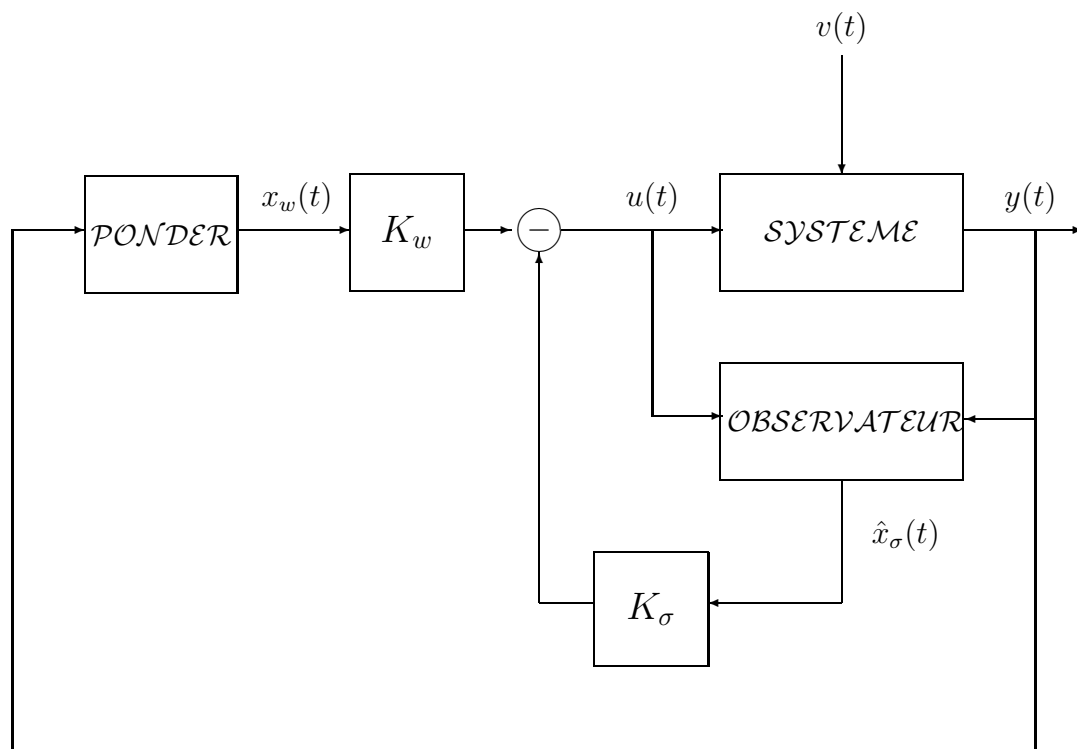 v(t)
x_w(t)
u(t)
y(t)
PONDER
K_w
−
SYSTEME
OBSERVATEUR
x̂_σ(t)
K_σ